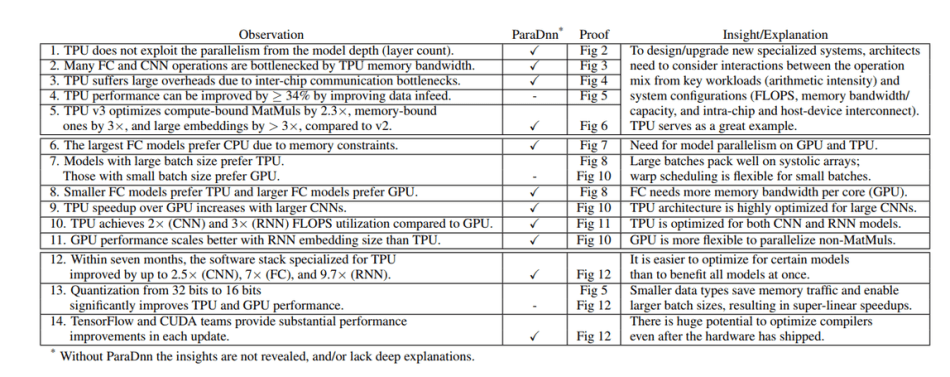 Observation ParaDnn* Proof Insight/Explanation
1. TPU does not exploit the parallelism from the model depth (layer count). ✓ Fig 2 To design/upgrade new specialized systems, architects
2. Many FC and CNN operations are bottlenecked by TPU memory bandwidth. ✓ Fig 3 need to consider interactions between the operation
3. TPU suffers large overheads due to inter-chip communication bottlenecks. ✓ Fig 4 mix from key workloads (arithmetic intensity) and
4. TPU performance can be improved by ≥ 34% by improving data infeed. - Fig 5 system configurations (FLOPS, memory bandwidth/
5. TPU v3 optimizes compute-bound MatMuls by 2.3×, memory-bound capacity, and intra-chip and host-device interconnect).
ones by 3×, and large embeddings by > 3×, compared to v2. ✓ Fig 6 TPU serves as a great example.
6. The largest FC models prefer CPU due to memory constraints. ✓ Fig 7 Need for model parallelism on GPU and TPU.
7. Models with large batch size prefer TPU. Fig 8 Large batches pack well on systolic arrays;
Those with small batch size prefer GPU. - Fig 10 warp scheduling is flexible for small batches.
8. Smaller FC models prefer TPU and larger FC models prefer GPU. ✓ Fig 8 FC needs more memory bandwidth per core (GPU).
9. TPU speedup over GPU increases with larger CNNs. ✓ Fig 10 TPU architecture is highly optimized for large CNNs.
10. TPU achieves 2× (CNN) and 3× (RNN) FLOPS utilization compared to GPU. ✓ Fig 11 TPU is optimized for both CNN and RNN models.
11. GPU performance scales better with RNN embedding size than TPU. ✓ Fig 10 GPU is more flexible to parallelize non-MatMuls.
12. Within seven months, the software stack specialized for TPU It is easier to optimize for certain models
improved by up to 2.5× (CNN), 7× (FC), and 9.7× (RNN). ✓ Fig 12 than to benefit all models at once.
13. Quantization from 32 bits to 16 bits Fig 5 Smaller data types save memory traffic and enable
significantly improves TPU and GPU performance. - Fig 12 larger batch sizes, resulting in super-linear speedups.
14. TensorFlow and CUDA teams provide substantial performance There is huge potential to optimize compilers
improvements in each update. ✓ Fig 12 even after the hardware has shipped.
* Without ParaDnn the insights are not revealed, and/or lack deep explanations.